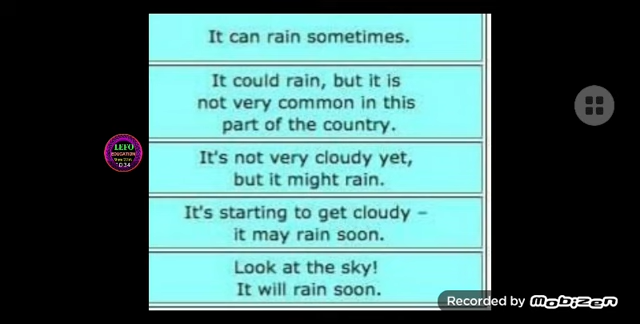 It can rain sometimes.
It could rain, but it is
not very common in this
part of the country.
It's not very cloudy yet,
but it might rain.
It's starting to get cloudy –
it may rain soon.
Look at the sky!
It will rain soon.
LEFO
EDUCATION
Recorded by Mobizen